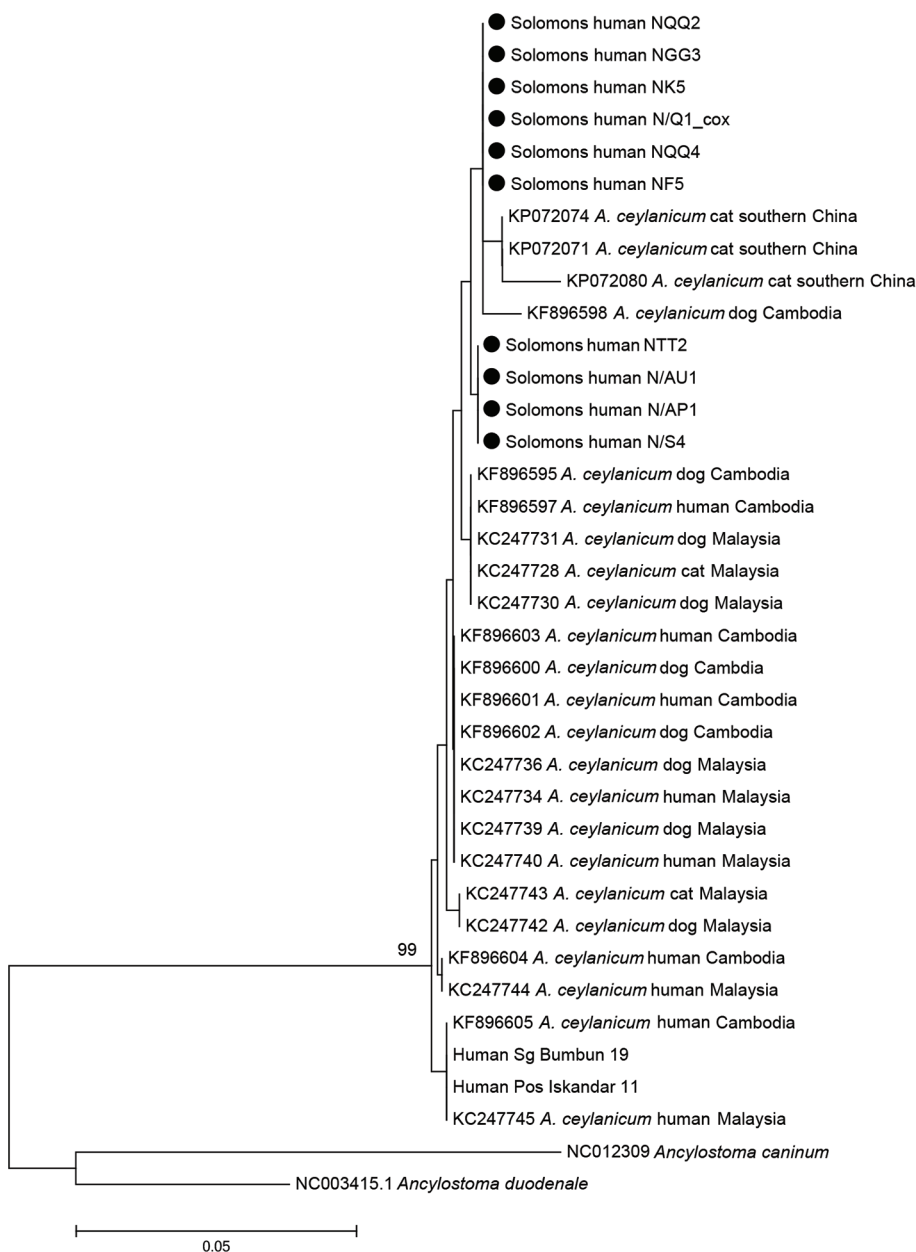 Solomons human NQQ2
Solomons human NGG3
Solomons human NK5
Solomons human N/Q1_cox
Solomons human NQQ4
Solomons human NF5
KP072074 A. ceylanicum cat southern China
KP072071 A. ceylanicum cat southern China
KP072080 A. ceylanicum cat southern China
KF896598 A. ceylanicum dog Cambodia
Solomons human NTT2
Solomons human N/AU1
Solomons human N/AP1
Solomons human N/S4
KF896595 A. ceylanicum dog Cambodia
KF896597 A. ceylanicum human Cambodia
KC247731 A. ceylanicum dog Malaysia
KC247728 A. ceylanicum cat Malaysia
KC247730 A. ceylanicum dog Malaysia
KF896603 A. ceylanicum human Cambodia
KF896600 A. ceylanicum dog Cambdia
KF896601 A. ceylanicum human Cambodia
KF896602 A. ceylanicum dog Cambodia
KC247736 A. ceylanicum dog Malaysia
KC247734 A. ceylanicum human Malaysia
KC247739 A. ceylanicum dog Malaysia
KC247740 A. ceylanicum human Malaysia
KC247743 A. ceylanicum cat Malaysia
KC247742 A. ceylanicum dog Malaysia
99
KF896604 A. ceylanicum human Cambodia
KC247744 A. ceylanicum human Malaysia
KF896605 A. ceylanicum human Cambodia
Human Sg Bumbun 19
Human Pos Iskandar 11
KC247745 A. ceylanicum human Malaysia
NC012309 Ancylostoma caninum
NC003415.1 Ancylostoma duodenale
0.05